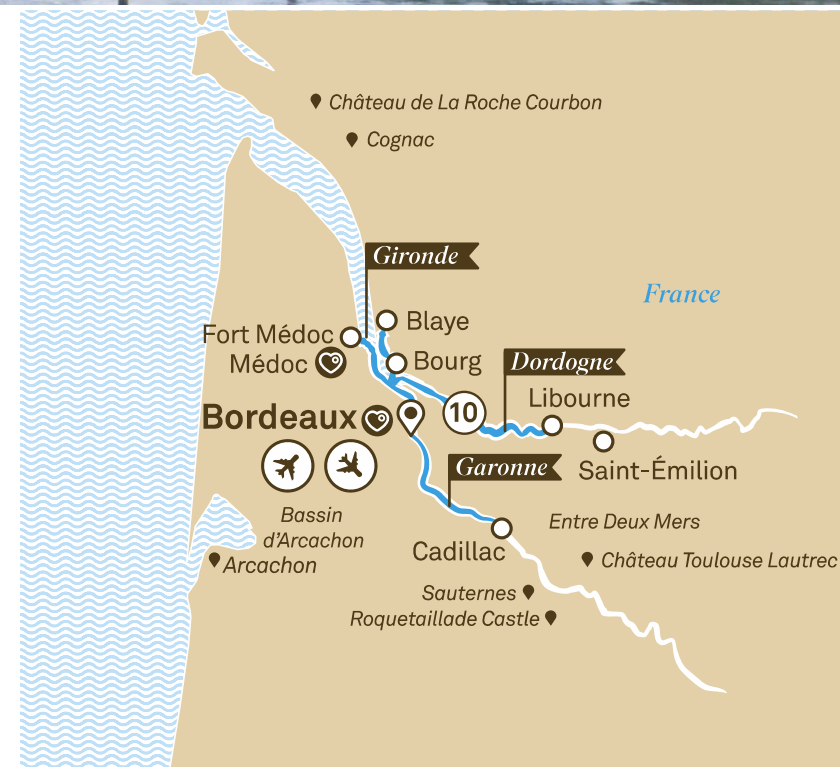 Château de La Roche Courbon
Cognac
Gironde
France
Fort Médoc
Blaye
Médoc
Bourg
Dordogne
Libourne
Bordeaux
10
Saint-Émilion
Garonne
Bassin
d'Arcachon
Arcachon
Entre Deux Mers
Cadillac
Château Toulouse Lautrec
Sauternes
Roquetaillade Castle